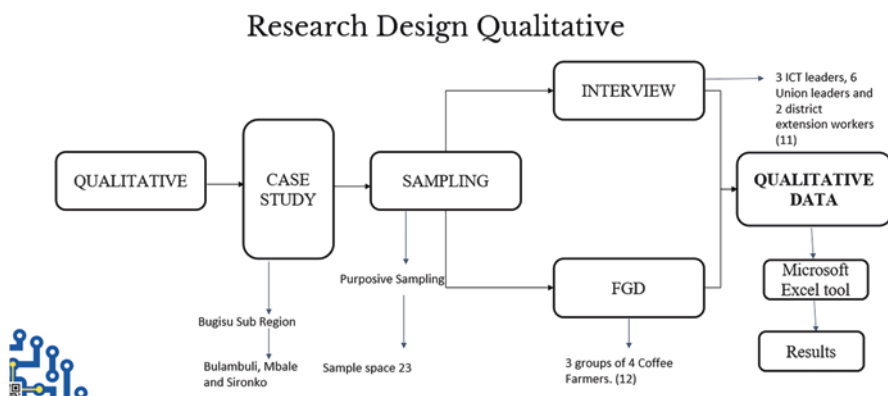 Research Design Qualitative
QUALITATIVE
CASE
STUDY
SAMPLING
INTERVIEW
FGD
3 ICT leaders, 6
Union leaders and
2 district
extension workers
(11)
QUALITATIVE
DATA
Microsoft
Excel tool
Results
Purposive Sampling
Sample space 23
Bugisu Sub Region
Bulambuli, Mbale
and Sironko
3 groups of 4 Coffee
Farmers. (12)